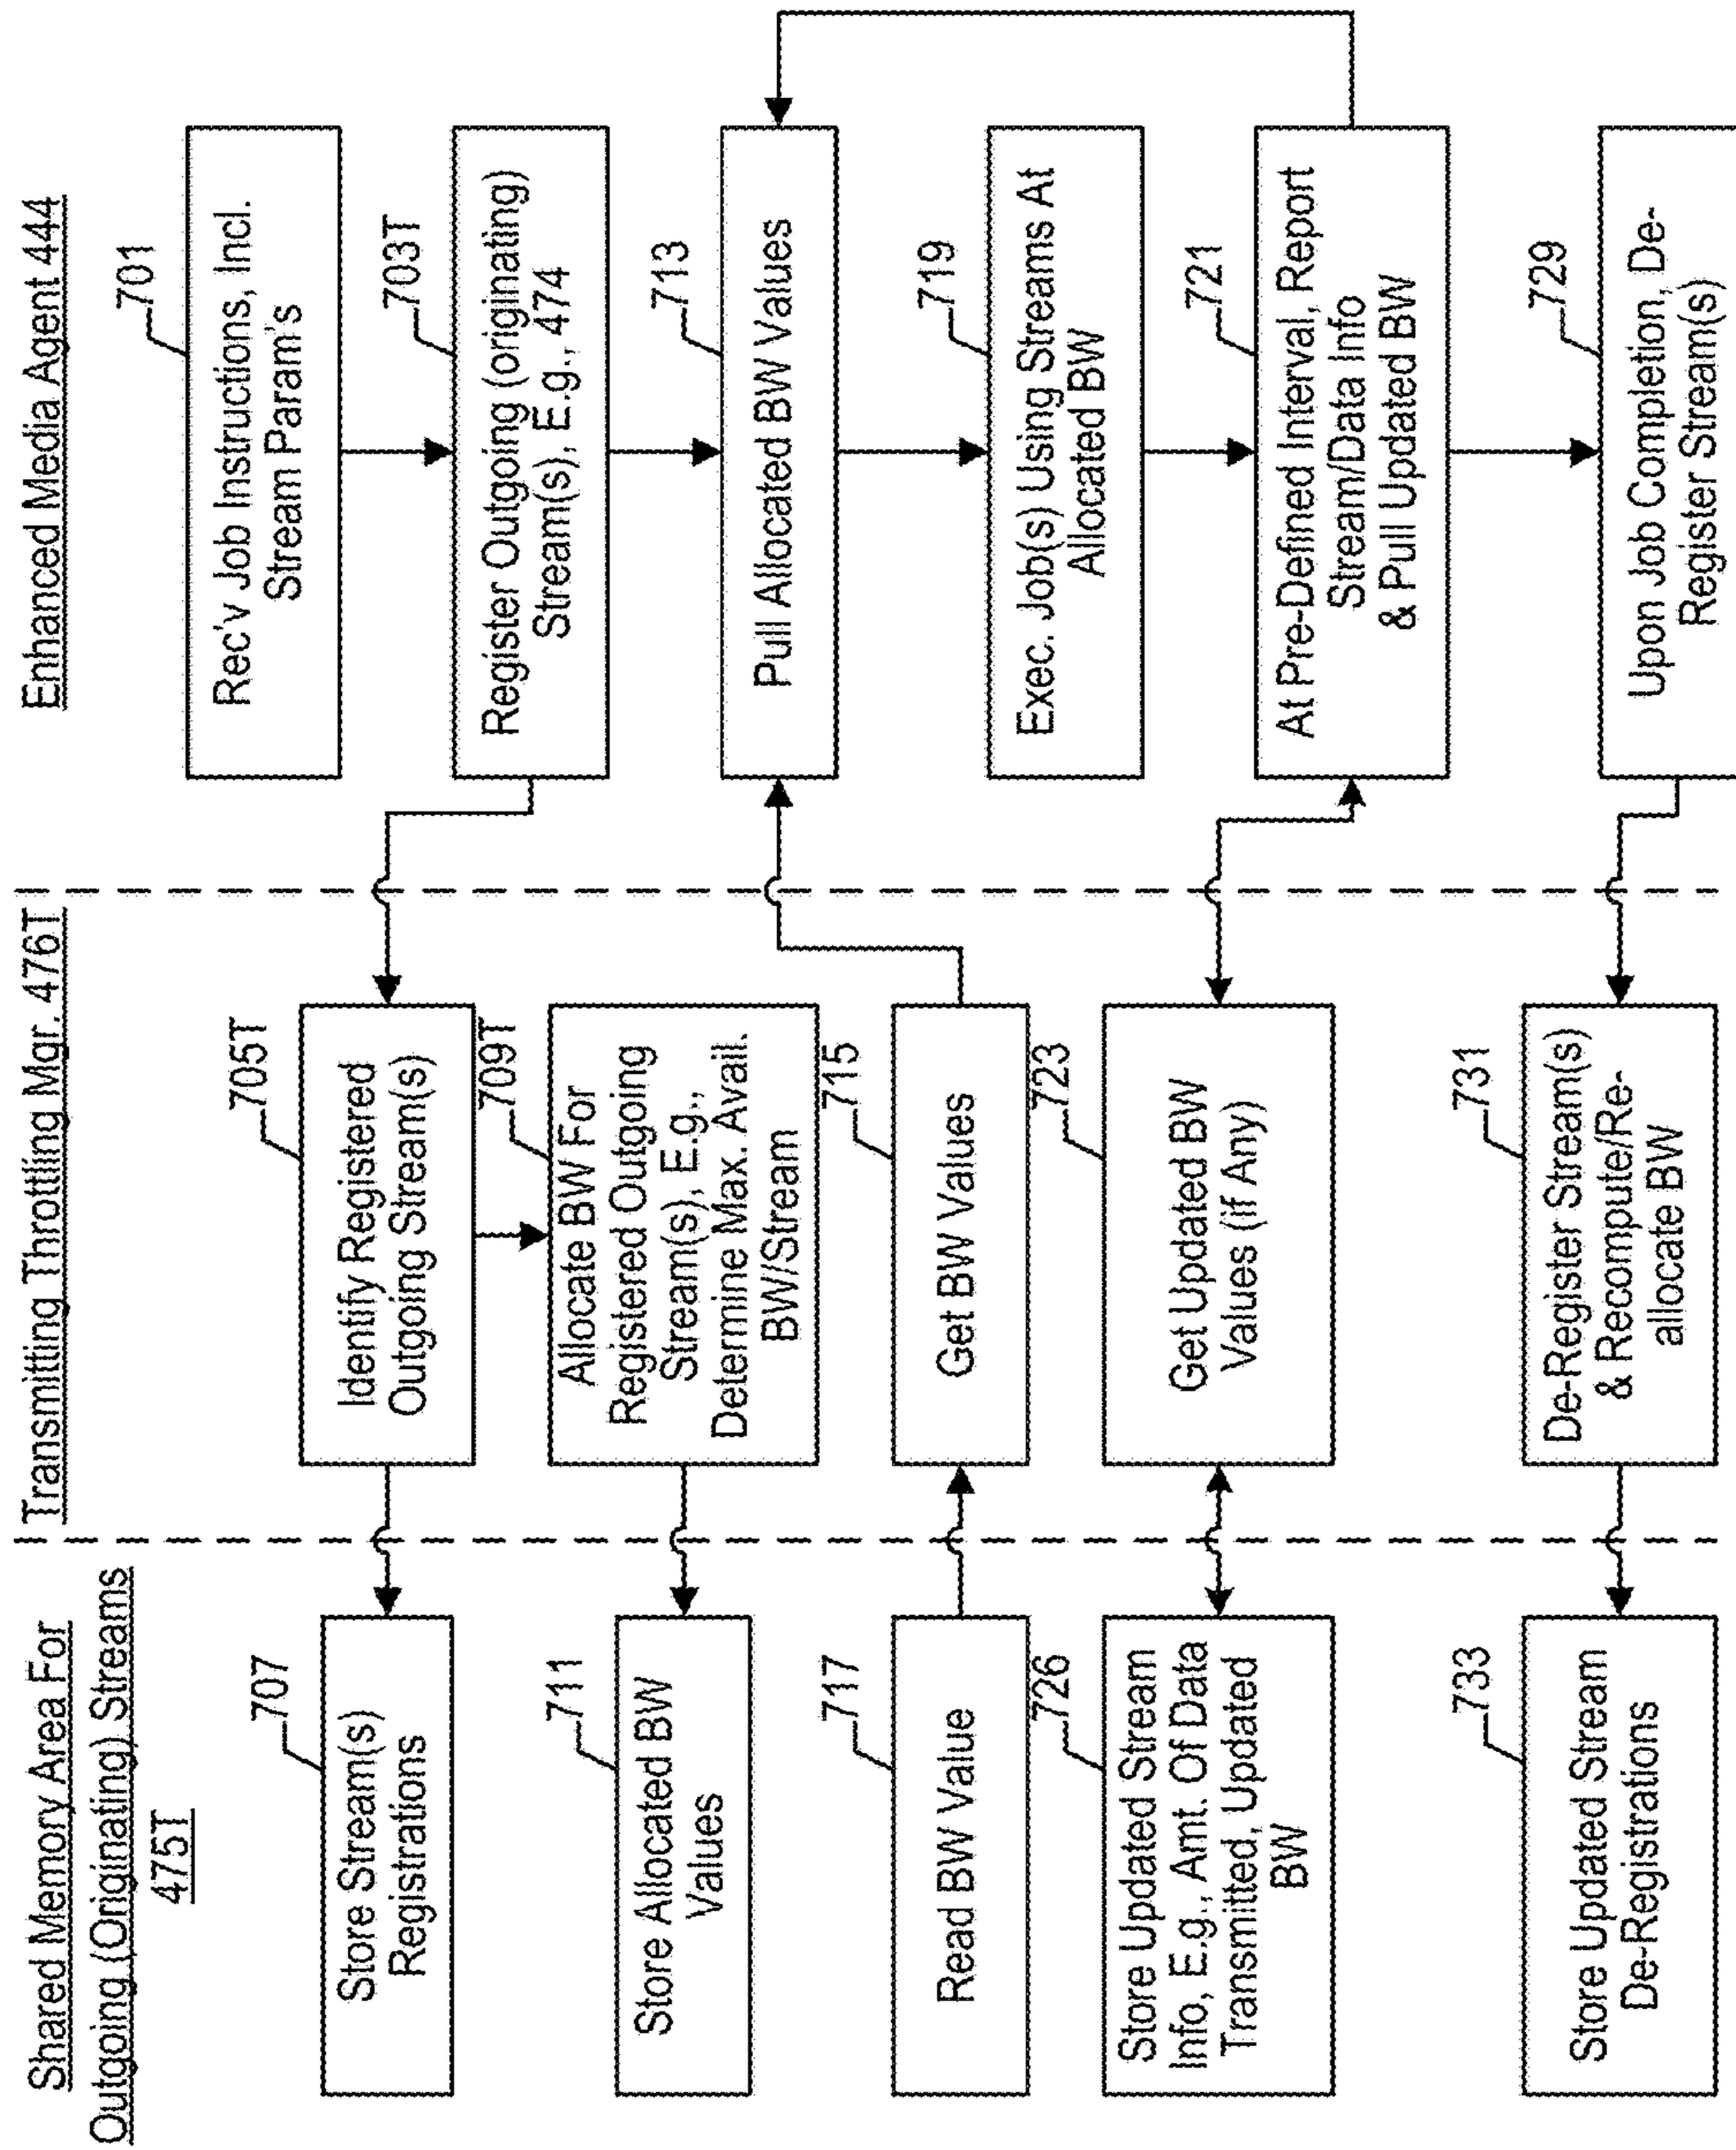 Shared Memory Area For
Outgoing (Originating) Streams
475T
707
Store Stream(s)
Registrations
711
Store Allocated BW
Values
717
Read BW Value
726
Store Updated Stream
Info, E.g., Amt. Of Data
Transmitted, Updated
BW
733
Store Updated Stream
De-Registrations
Transmitting Throttling Mgr. 476T
705T
Identify Registered
Outgoing Stream(s)
709T
Allocate BW For
Registered Outgoing
Stream(s), E.g.,
Determine Max. Avail.
BW/Stream
715
Get BW Values
723
Get Updated BW
Values (if Any)
731
De-Register Stream(s)
& Recompute/Re-
allocate BW
Enhanced Media Agent 444
701
Rec'v Job Instructions, Incl.
Stream Param's
703T
Register Outgoing (originating)
Stream(s), E.g., 474
713
Pull Allocated BW Values
719
Exec. Job(s) Using Streams At
Allocated BW
721
At Pre-Defined Interval, Report
Stream/Data Info
& Pull Updated BW
729
Upon Job Completion, De-
Register Stream(s)